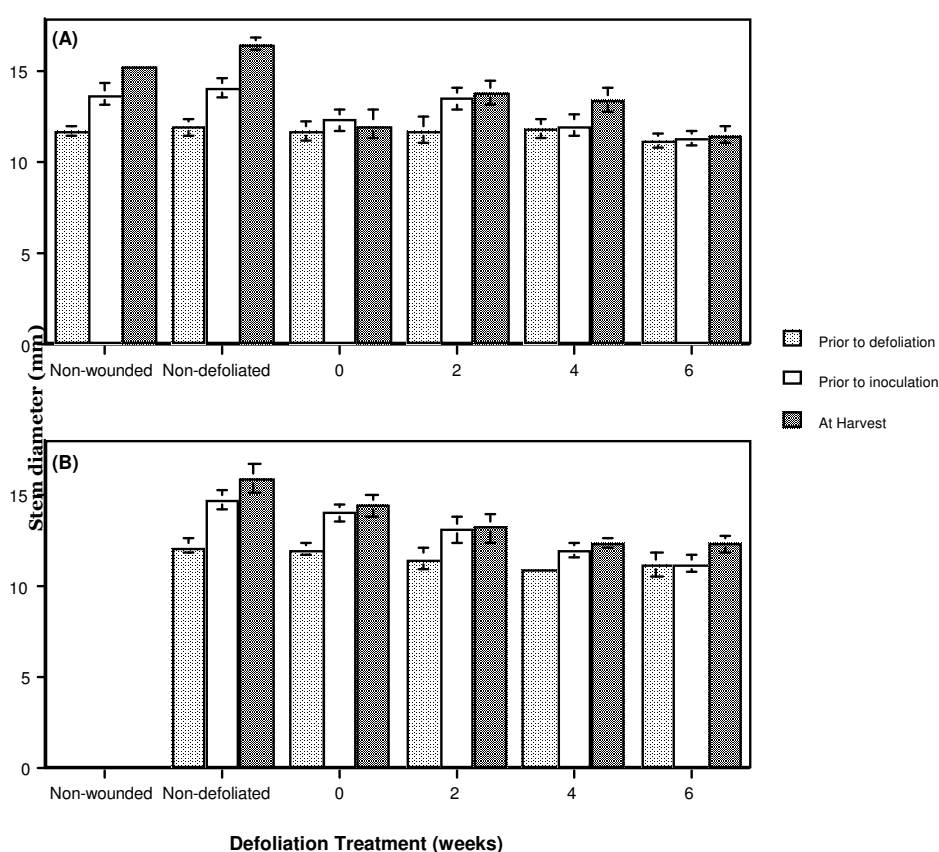 (A)
15
10
5
0
Non-wounded Non-defoliated 0 2 4 6
Stem diameter (mm)
Prior to defoliation
Prior to inoculation
At Harvest
(B)
15
10
5
0
Non-wounded Non-defoliated 0 2 4 6
Defoliation Treatment (weeks)